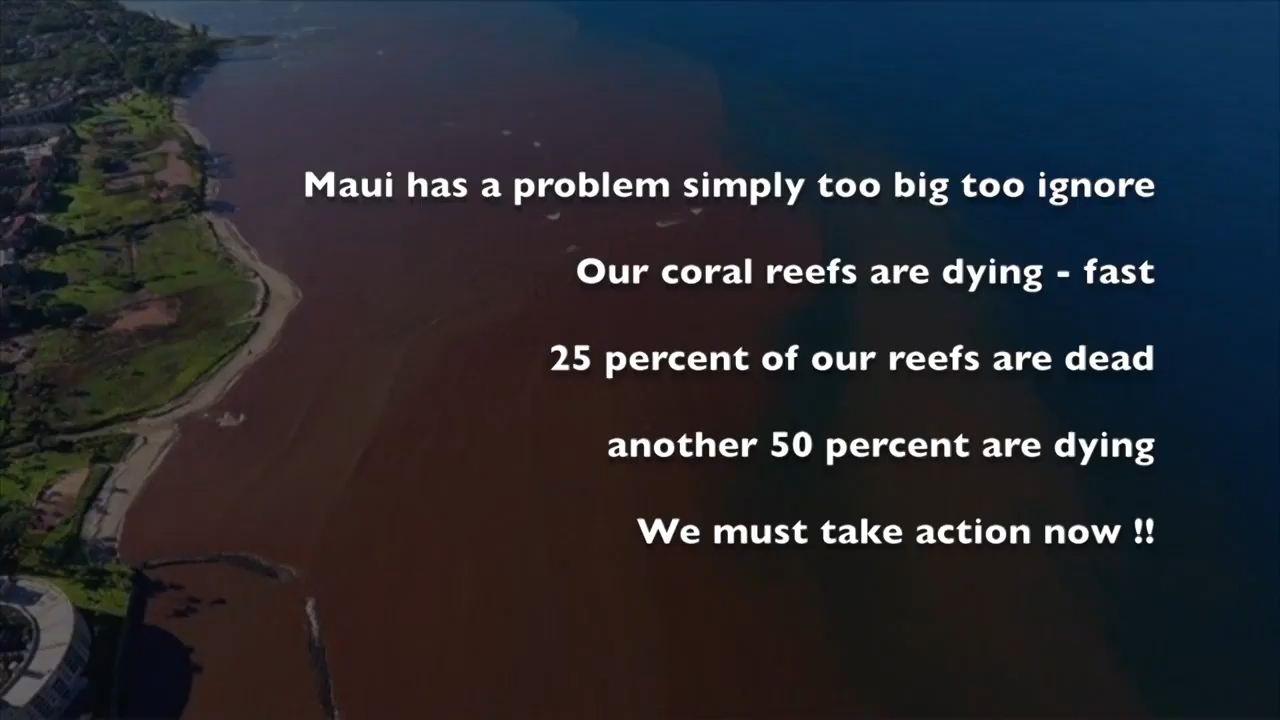 Maui has a problem simply too big too ignore
Our coral reefs are dying - fast
25 percent of our reefs are dead
another 50 percent are dying
We must take action now !!